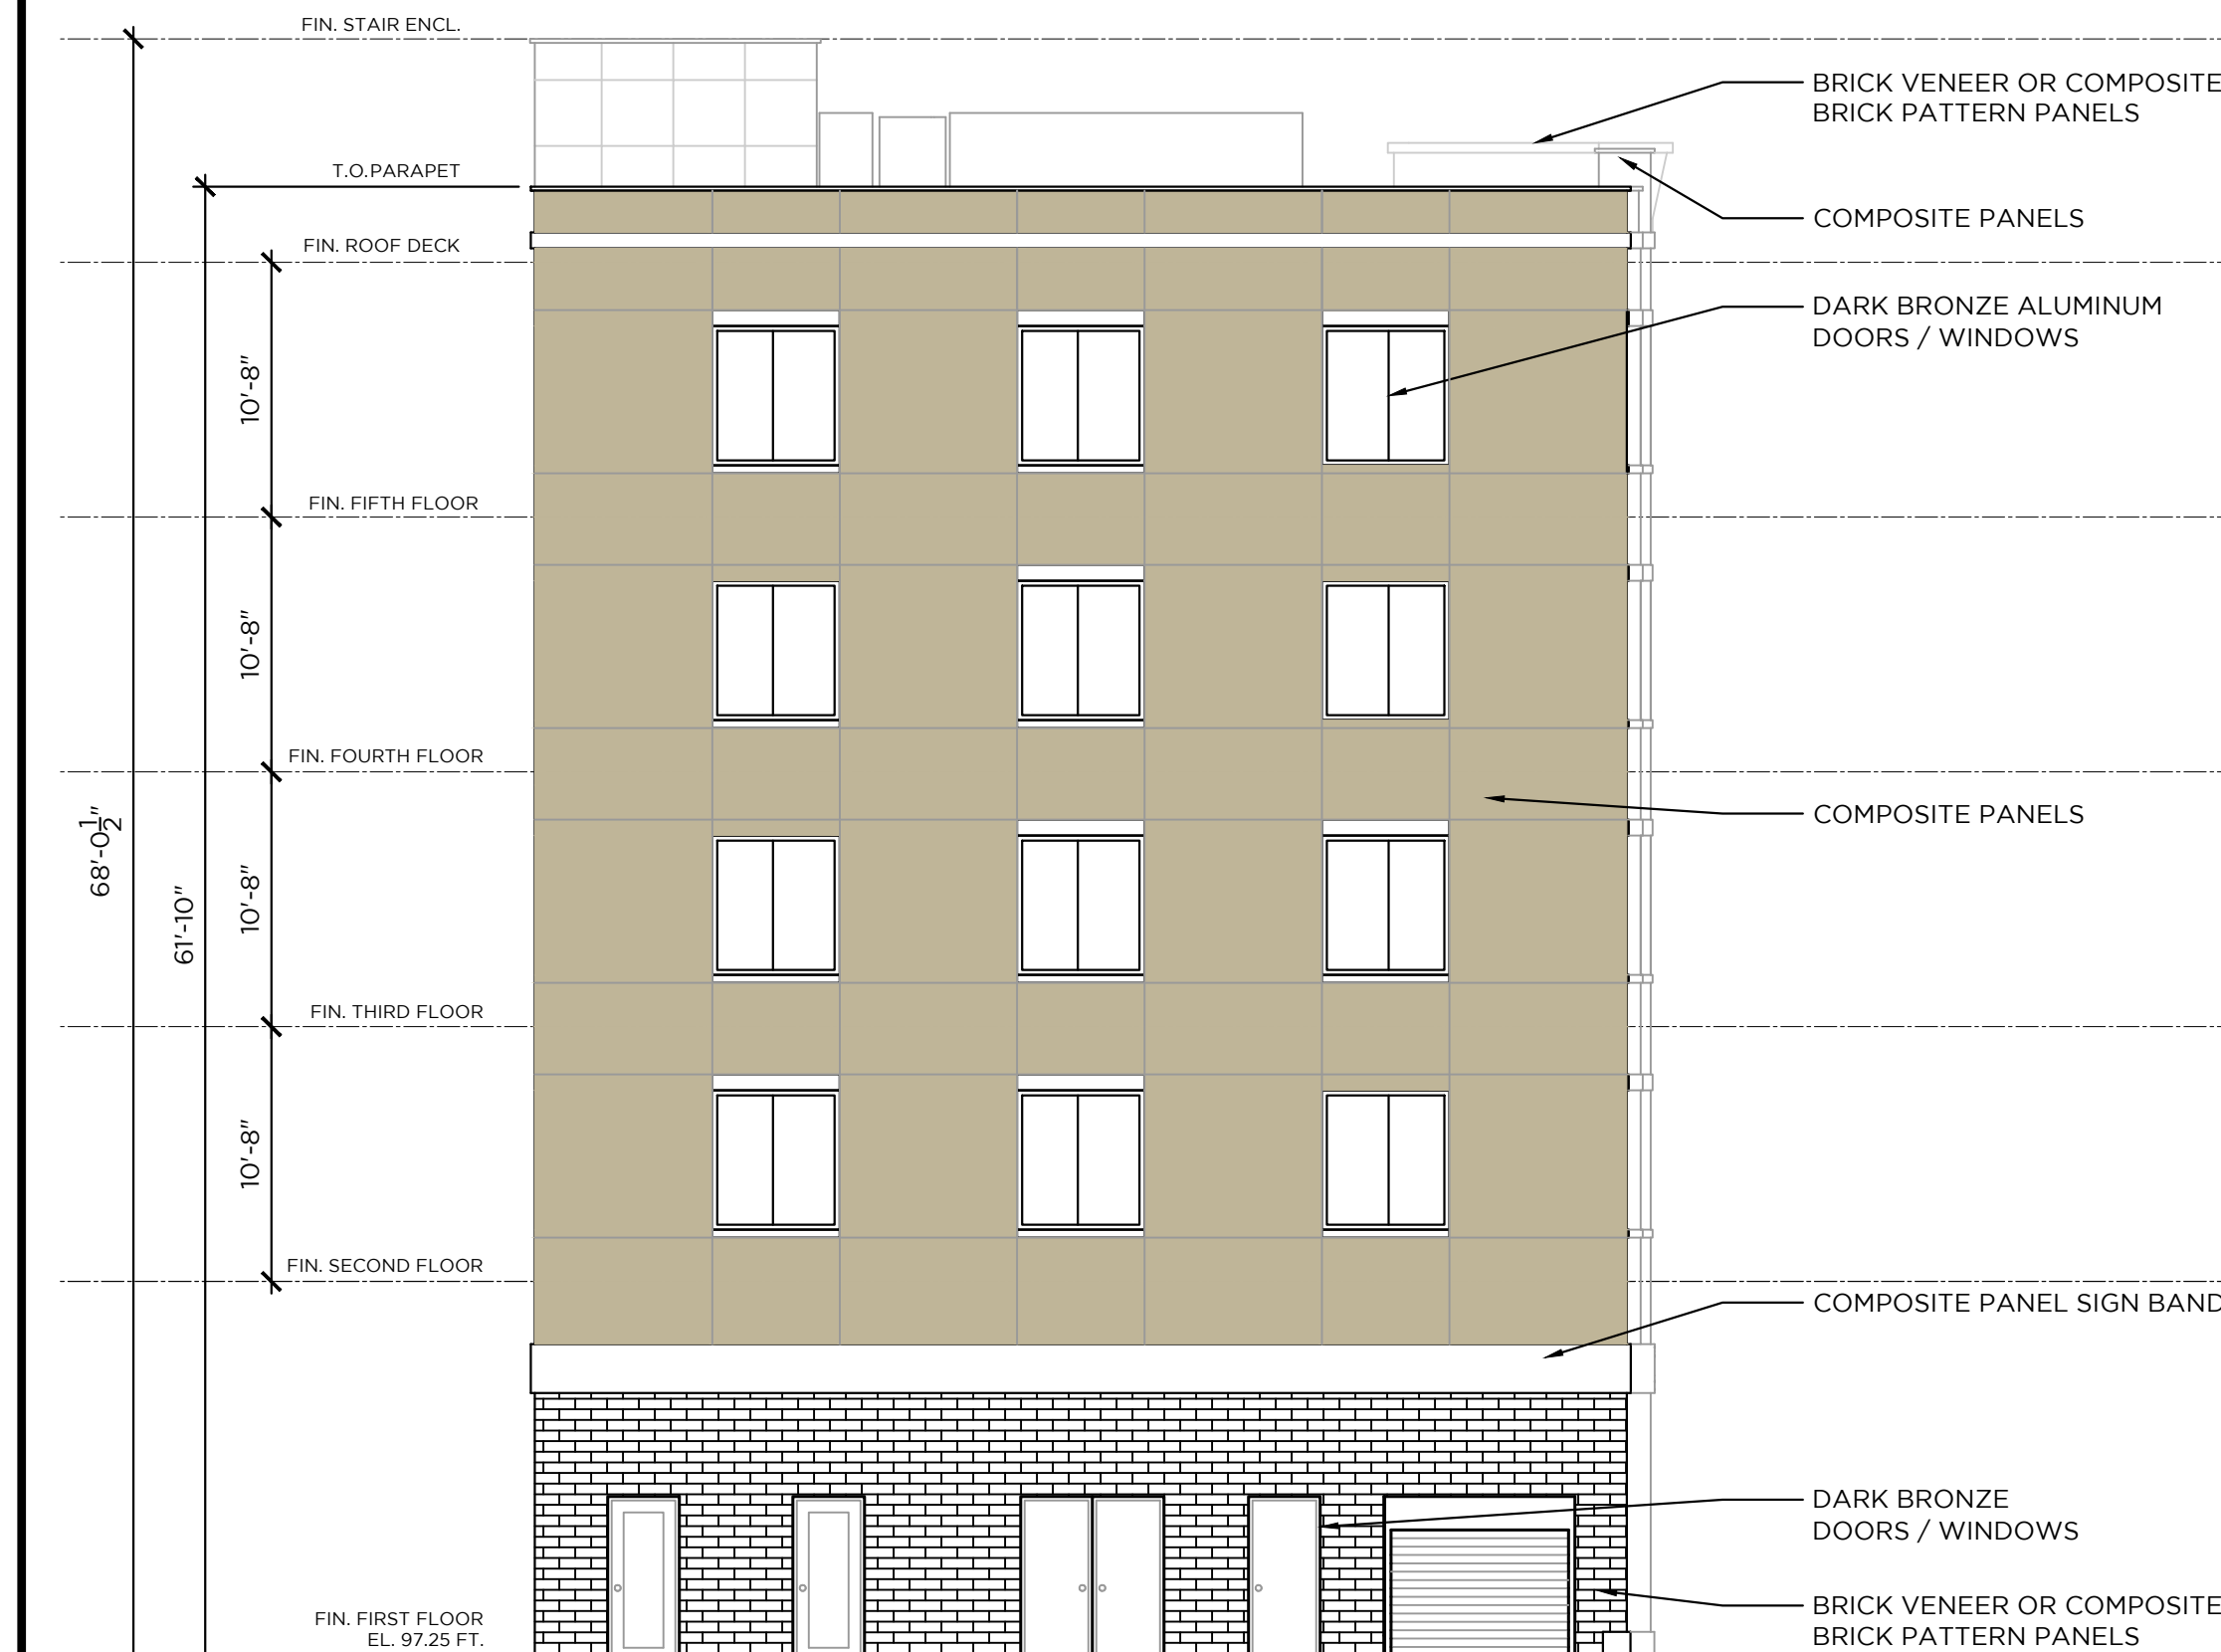 FIN. STAIR ENCL.
BRICK VENEER OR COMPOSITE
BRICK PATTERN PANELS
T.O.PARAPET
COMPOSITE PANELS
FIN. ROOF DECK
DARK BRONZE ALUMINUM
DOORS / WINDOWS
10'-8"
FIN. FIFTH FLOOR
10'-8"
FIN. FOURTH FLOOR
COMPOSITE PANELS
68'-0 1/2"
61'-10"
10'-8"
FIN. THIRD FLOOR
10'-8"
FIN. SECOND FLOOR
COMPOSITE PANEL SIGN BAND
DARK BRONZE
DOORS / WINDOWS
FIN. FIRST FLOOR
EL. 97.25 FT.
BRICK VENEER OR COMPOSITE
BRICK PATTERN PANELS